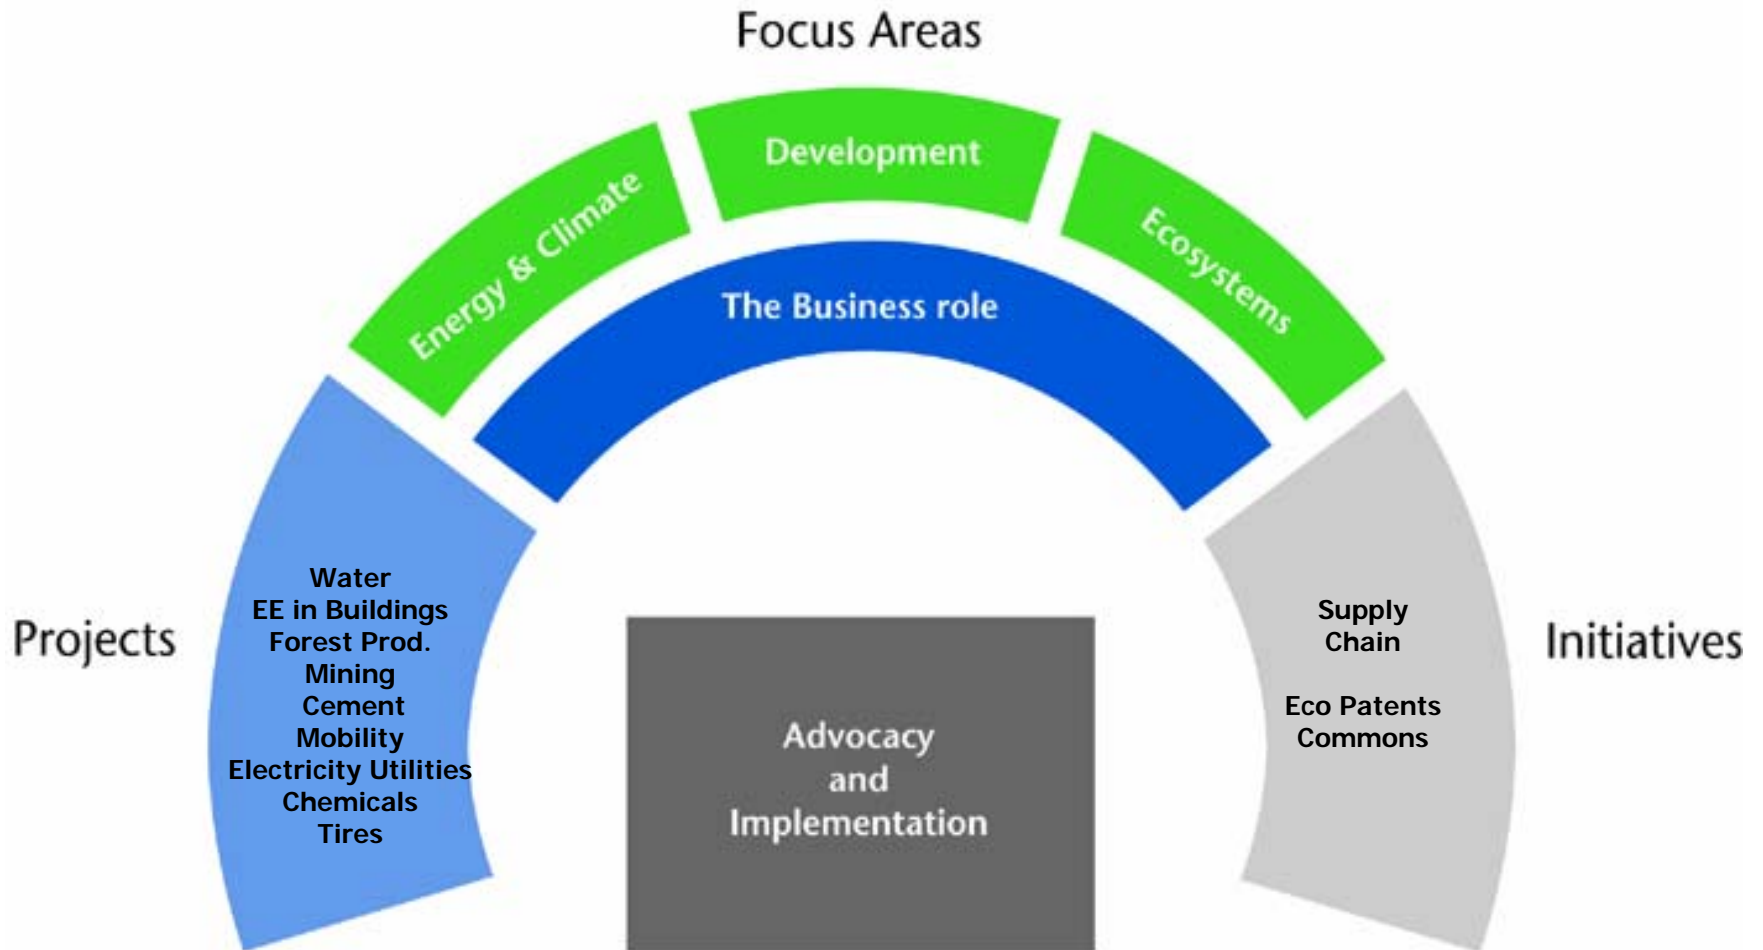 Focus Areas
Development
Energy & Climate
Ecosystems
The Business role
Projects
Water
EE in Buildings
Forest Prod.
Mining
Cement
Mobility
Electricity Utilities
Chemicals
Tires
Advocacy
and
Implementation
Supply
Chain
Eco Patents
Commons
Initiatives